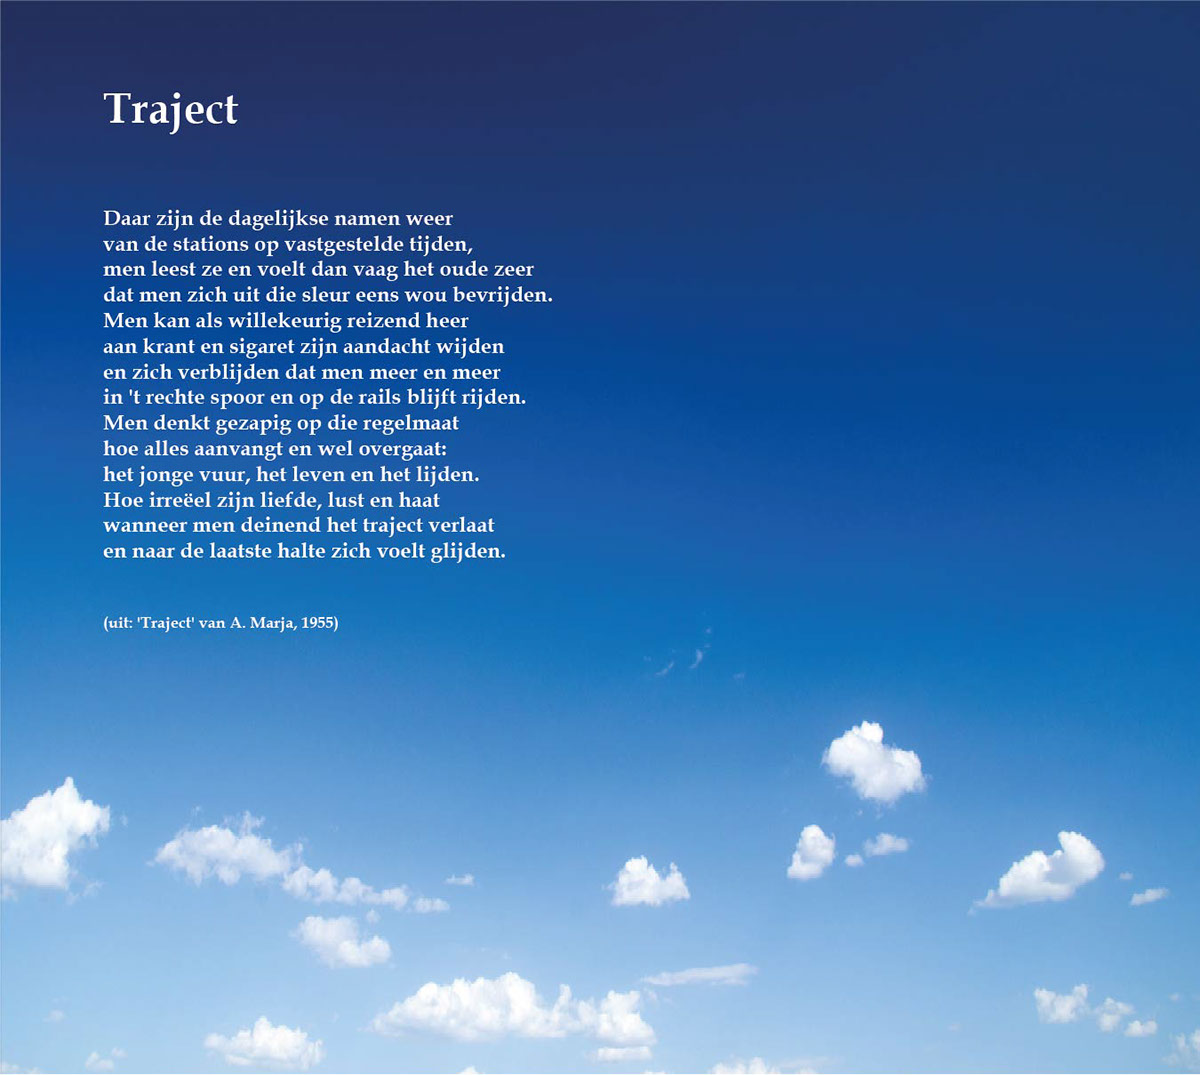 Traject
Daar zijn de dagelijkse namen weer
van de stations op vastgestelde tijden,
men leest ze en voelt dan vaag het oude zeer
dat men zich uit die sleur eens wou bevrijden.
Men kan als willekeurig reizend heer
aan krant en sigaret zijn aandacht wijden
en zich verblijden dat men meer en meer
in 't rechte spoor en op de rails blijft rijden.
Men denkt gezapig op die regelmaat
hoe alles aanvangt en wel overgaat:
het jonge vuur, het leven en het lijden.
Hoe irreëel zijn liefde, lust en haat
wanneer men deinend het traject verlaat
en naar de laatste halte zich voelt glijden.
(uit: 'Traject' van A. Marja, 1955)